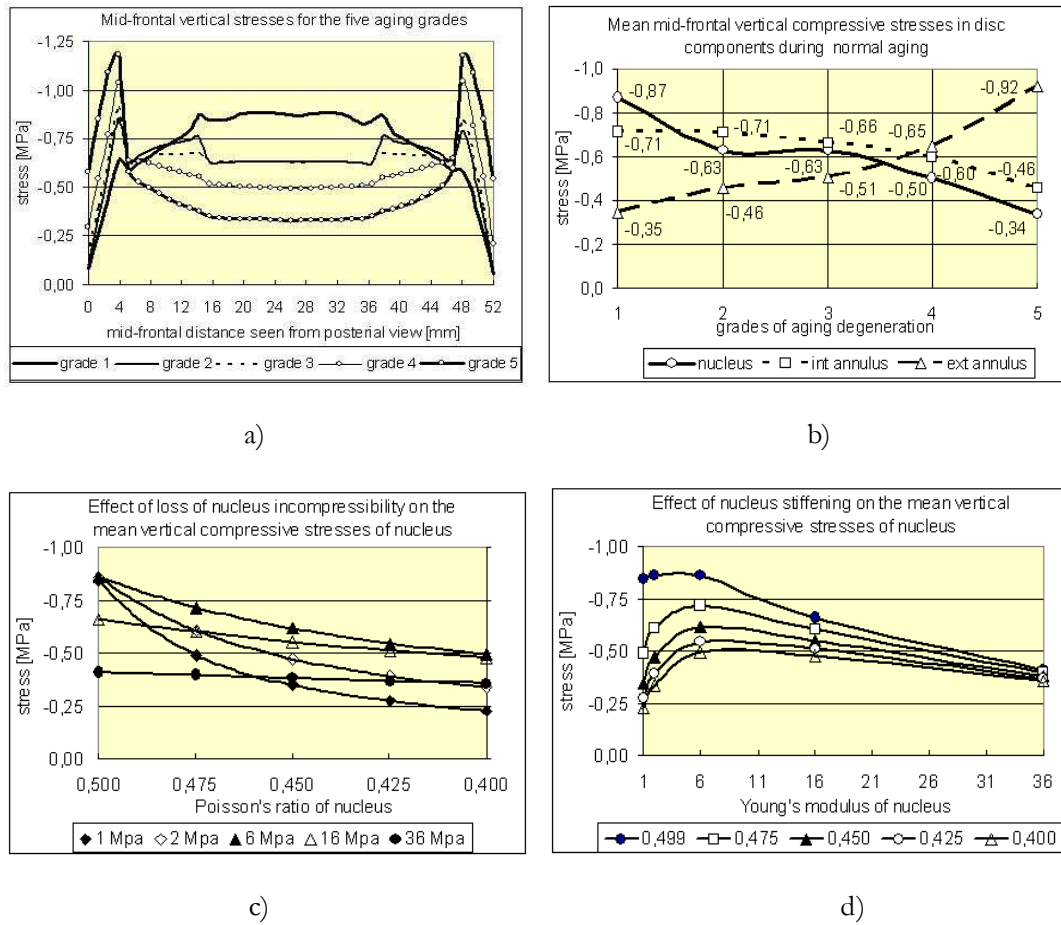 Mid-frontal vertical stresses for the five aging grades
-1,25
-1,00
-0,75
-0,50
-0,25
0,00
stress [MPa]
0 4 8 12 16 20 24 28 32 36 40 44 48 52
mid-frontal distance seen from posterial view [mm]
grade 1 grade 2 grade 3 grade 4 grade 5
a)
Mean mid-frontal vertical compressive stresses in disc
components during normal aging
-1,0
-0,8
-0,6
-0,4
-0,2
0,0
stress [MPa]
-0,87
-0,92
-0,71
-0,71
-0,66
-0,65
-0,63
-0,63
-0,60
-0,46
-0,51
-0,50
-0,35
-0,46
-0,34
1 2 3 4 5
grades of aging degeneration
nucleus int annulus ext annulus
b)
Effect of loss of nucleus incompressibility on the
mean vertical compressive stresses of nucleus
-1,00
-0,75
-0,50
-0,25
0,00
stress [MPa]
0,500 0,475 0,450 0,425 0,400
Poisson's ratio of nucleus
1 Mpa 2 Mpa 6 Mpa 16 Mpa 36 Mpa
c)
Effect of nucleus stiffening on the mean vertical
compressive stresses of nucleus
-1,00
-0,75
-0,50
-0,25
0,00
stress [MPa]
1 6 11 16 21 26 31 36
Young's modulus of nucleus
0,499 0,475 0,450 0,425 0,400
d)